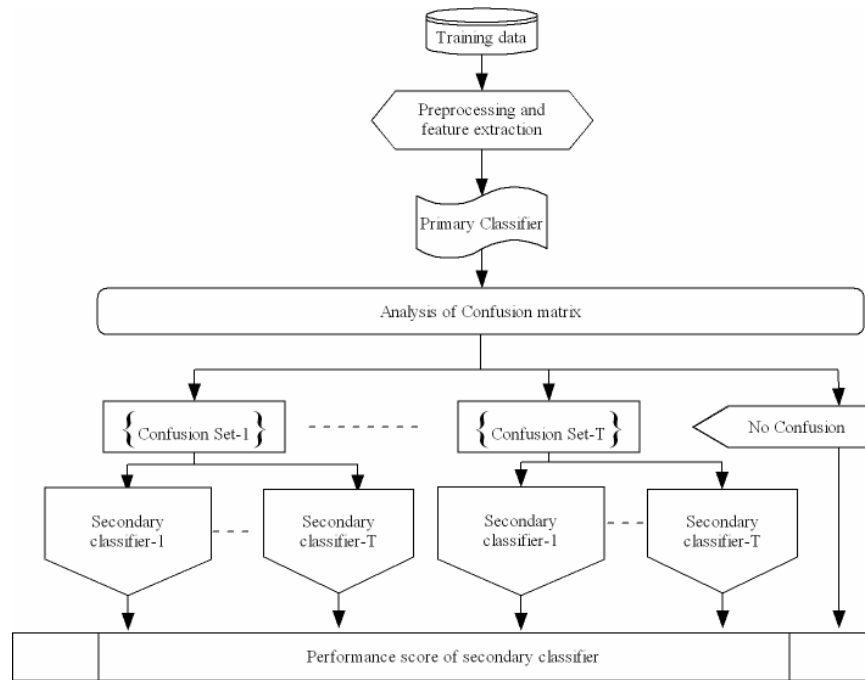 Training data
Preprocessing and
feature extraction
Primary Classifier
Analysis of Confusion matrix
{Confusion Set-1}
{Confusion Set-T}
No Confusion
Secondary
classifier-1
Secondary
classifier-T
Secondary
classifier-1
Secondary
classifier-T
Performance score of secondary classifier